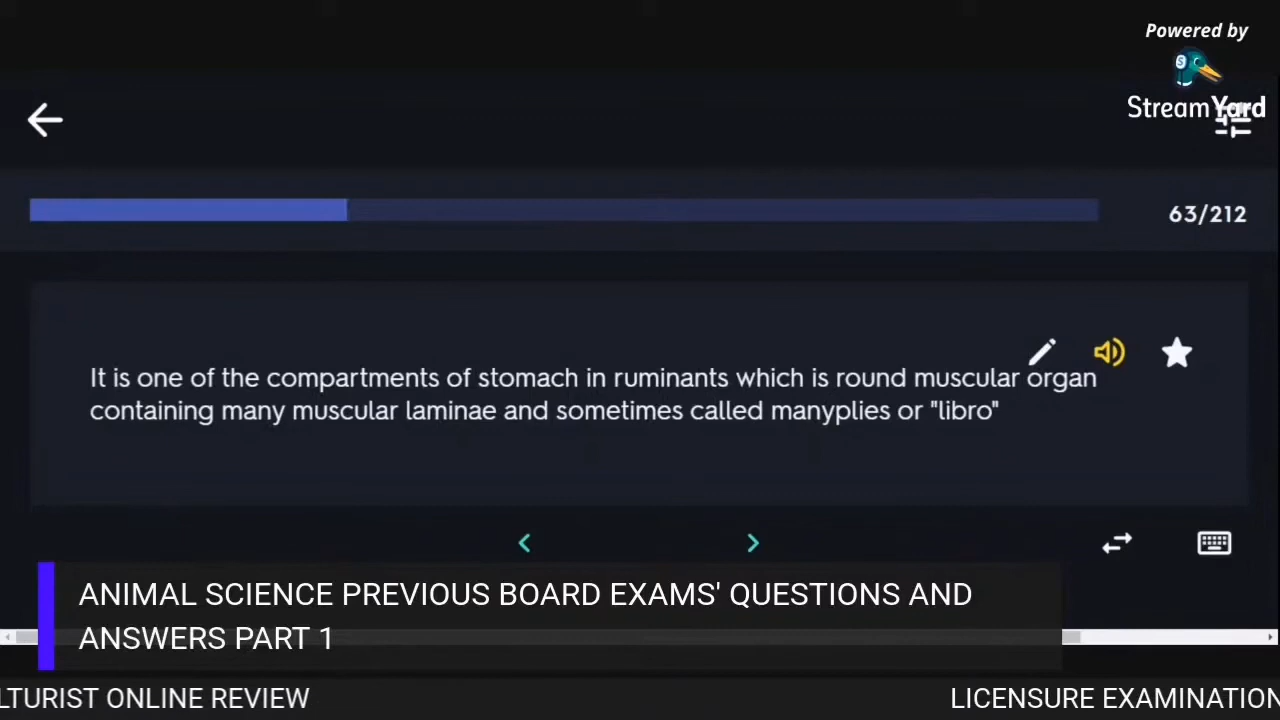 Powered by
StreamYard
63/212
It is one of the compartments of stomach in ruminants which is round muscular organ
containing many muscular laminae and sometimes called manyplies or "libro"
ANIMAL SCIENCE PREVIOUS BOARD EXAMS' QUESTIONS AND
ANSWERS PART 1
LTURIST ONLINE REVIEW
LICENSURE EXAMINATION